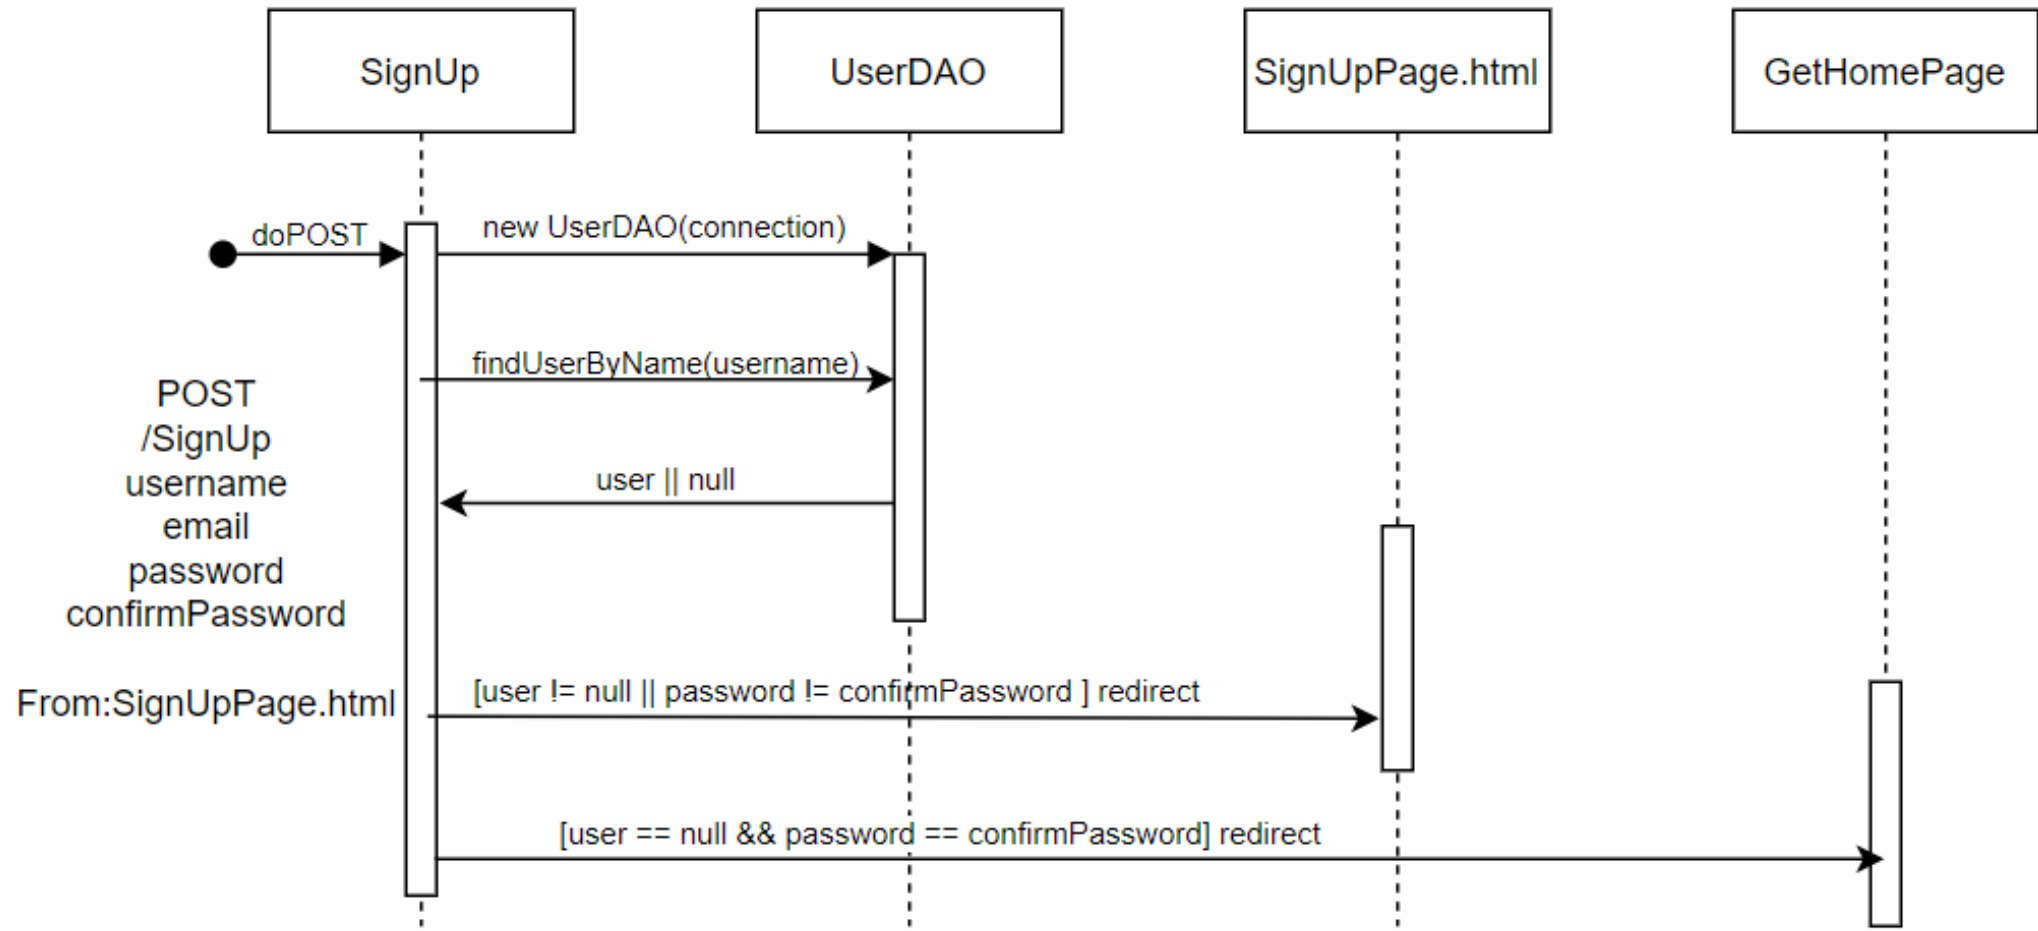 SignUp
UserDAO
SignUpPage.html
GetHomePage
doPOST
new UserDAO(connection)
findUserByName(username)
POST
/SignUp
username
email
password
confirmPassword
user || null
From:SignUpPage.html
[user != null || password != confirmPassword ] redirect
[user == null && password == confirmPassword] redirect